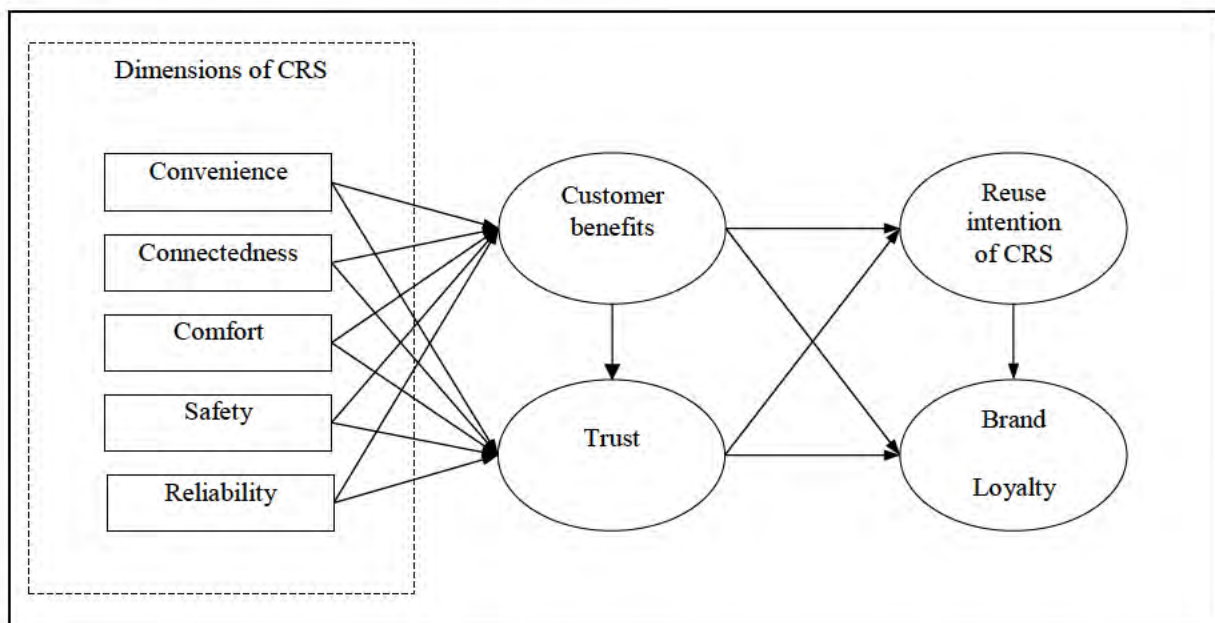 Dimensions of CRS
Convenience
Connectedness
Comfort
Safety
Reliability
Customer
benefits
Trust
Reuse
intention
of CRS
Brand
Loyalty